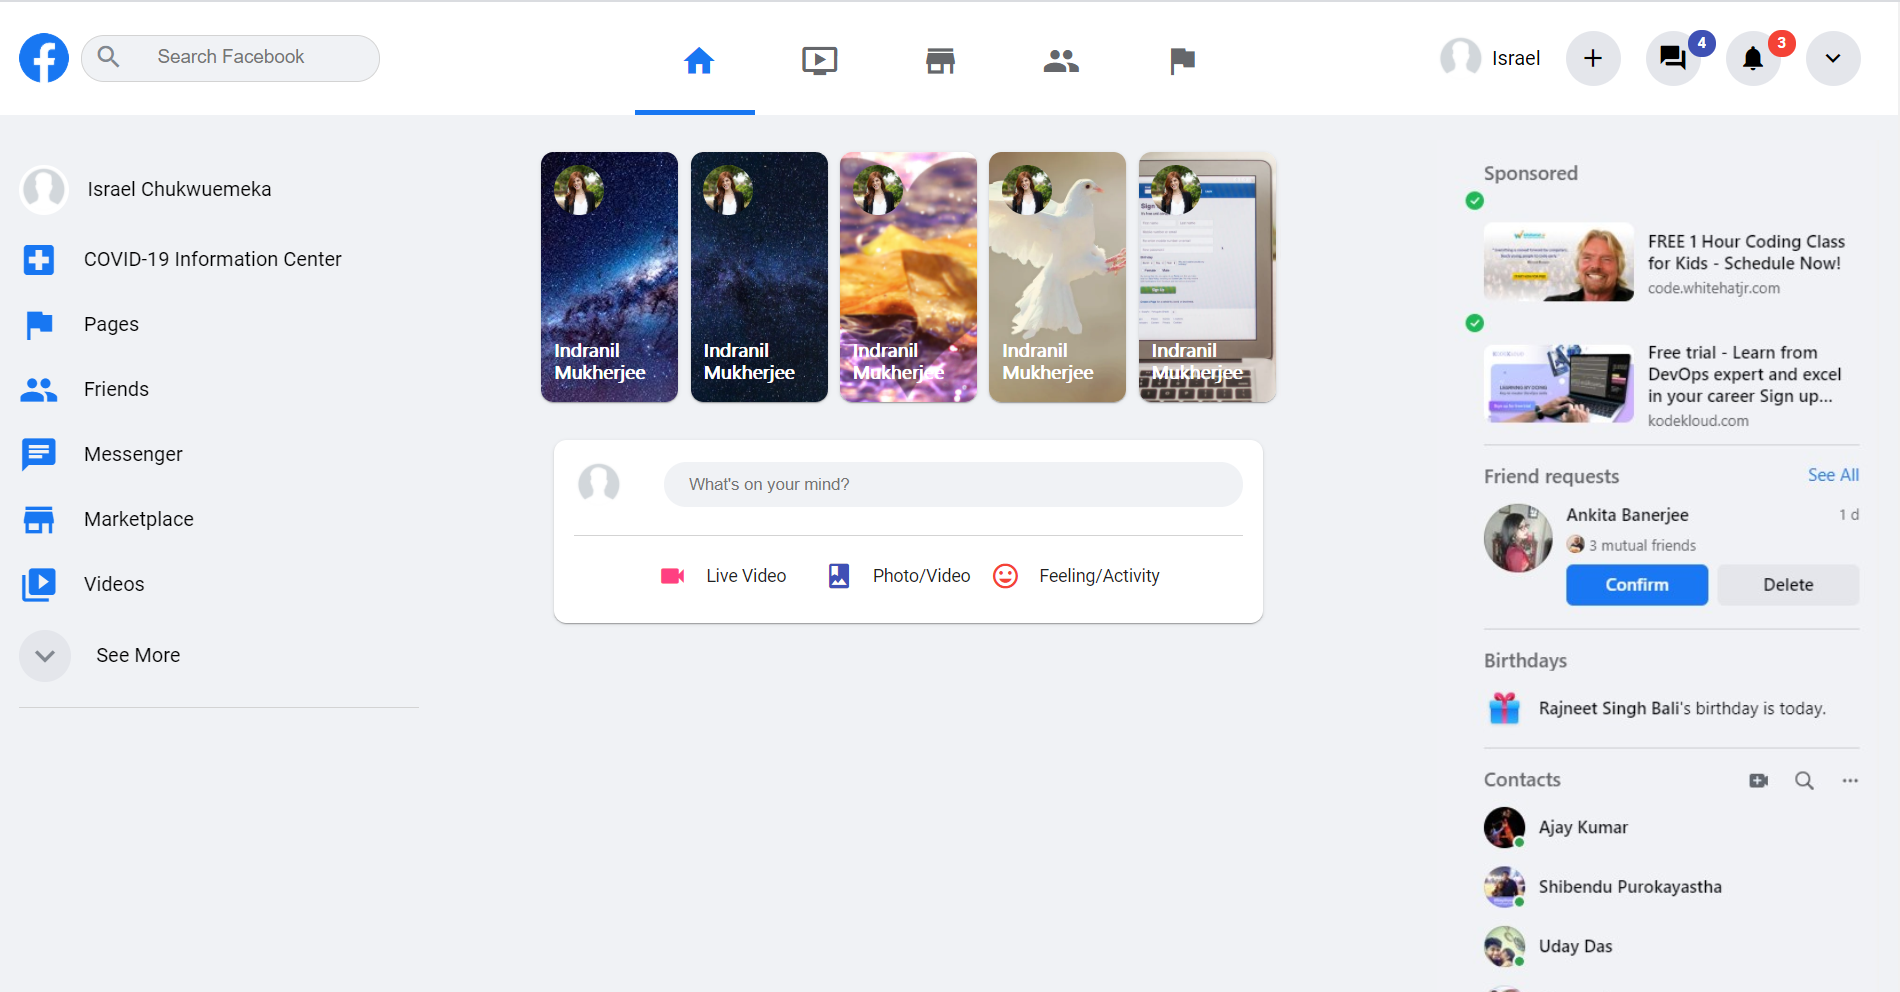 Search Facebook
Israel
4
3
Israel Chukwuemeka
COVID-19 Information Center
Pages
Friends
Messenger
Marketplace
Videos
See More
Indranil
Mukherjee
Indranil
Mukherjee
Indranil
Mukherjee
Indranil
Mukherjee
Indranil
Mukherjee
What's on your mind?
Live Video
Photo/Video
Feeling/Activity
Sponsored
FREE 1 Hour Coding Class
for Kids - Schedule Now!
code.whitehatjr.com
Free trial - Learn from
DevOps expert and excel
in your career Sign up...
kodekloud.com
Friend requests
See All
Ankita Banerjee
1 d
3 mutual friends
Confirm
Delete
Birthdays
Rajneet Singh Bali's birthday is today.
Contacts
Ajay Kumar
Shibendu Purokayastha
Uday Das